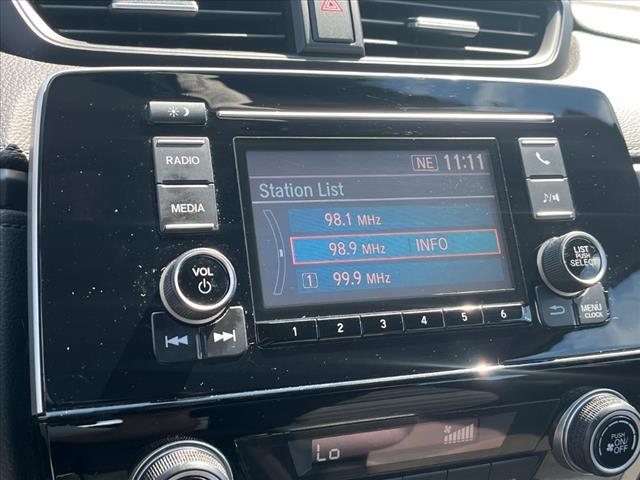 NE 11:11
RADIO
Station List
MEDIA
98.1 MHz
98.9 MHz INFO
1 99.9 MHz
LIST
PUSH
SELECT
VOL
MENU
CLOCK
1 2 3 4 5 6
Lo
PUSH
ON/
OFF